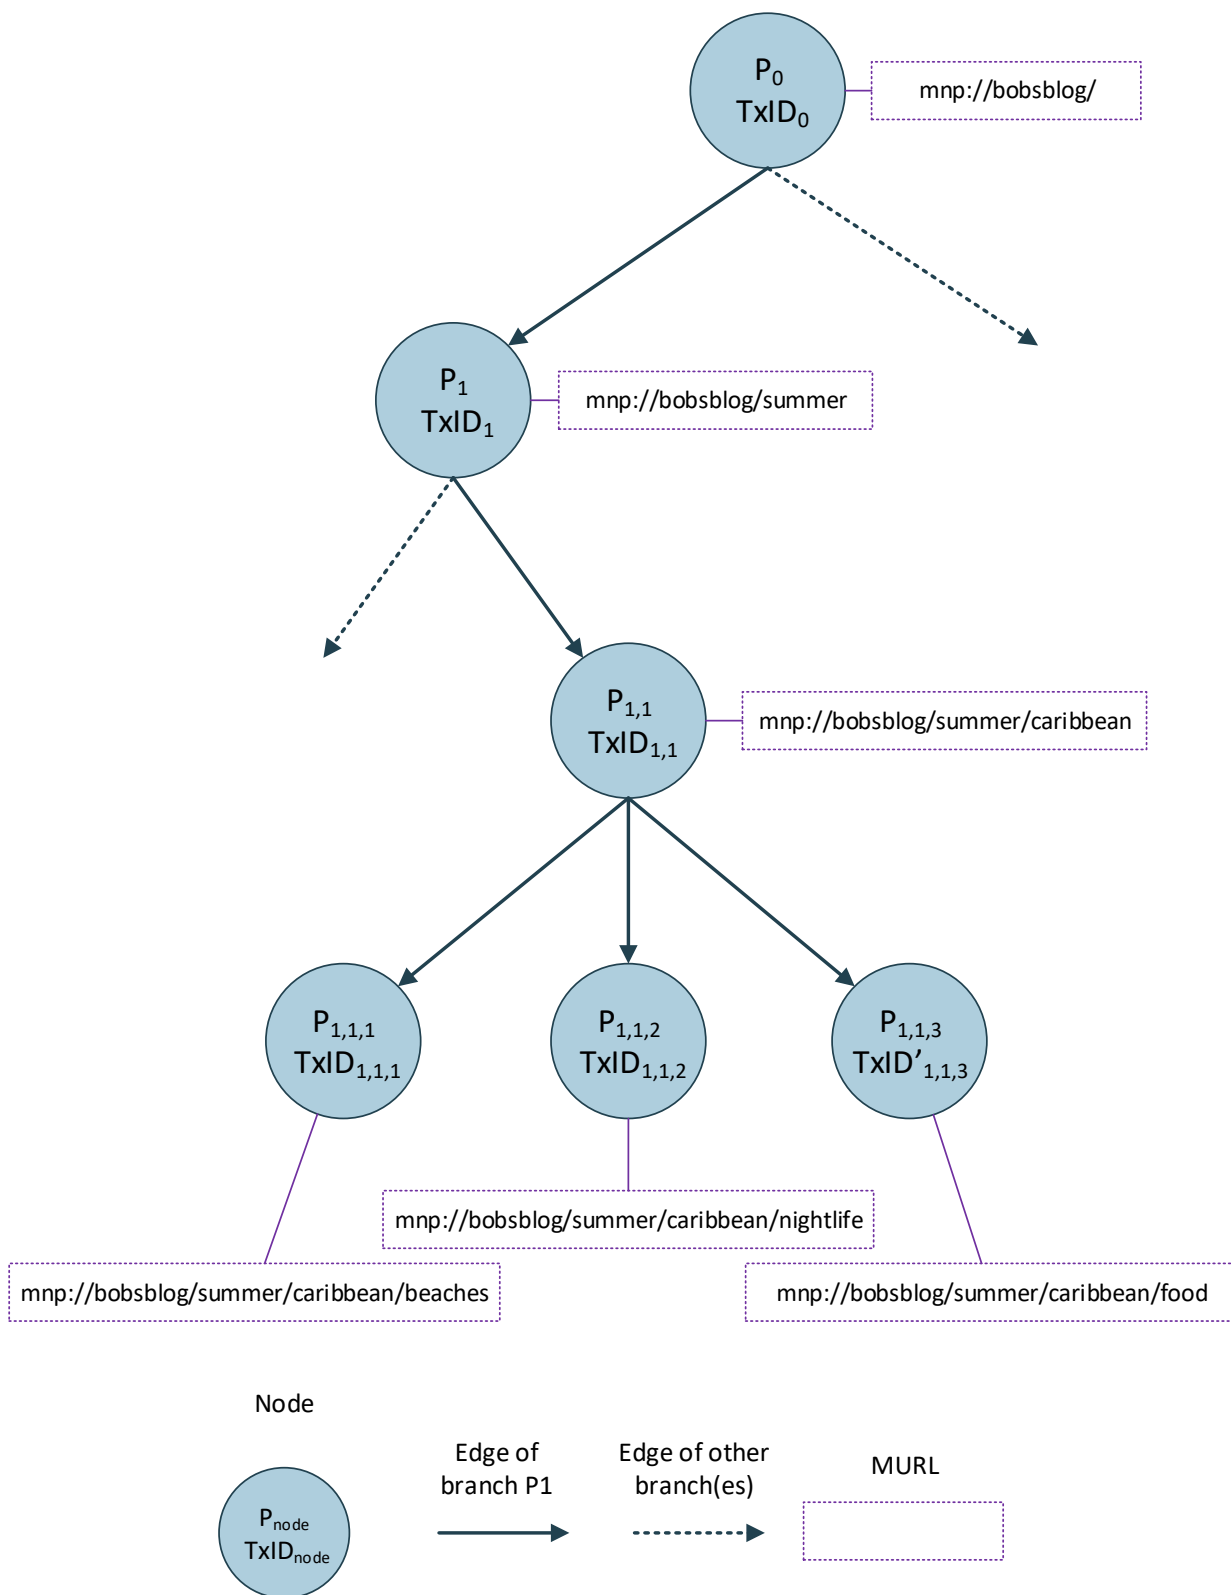 P₀
TxID₀
mnp://bobsblog/
P₁
TxID₁
mnp://bobsblog/summer
P₁,₁
TxID₁,₁
mnp://bobsblog/summer/caribbean
P₁,₁,₁
TxID₁,₁,₁
P₁,₁,₂
TxID₁,₁,₂
P₁,₁,₃
TxID’₁,₁,₃
mnp://bobsblog/summer/caribbean/nightlife
mnp://bobsblog/summer/caribbean/beaches
mnp://bobsblog/summer/caribbean/food
Node
P_node
TxID_node
Edge of
branch P1
Edge of other
branch(es)
MURL